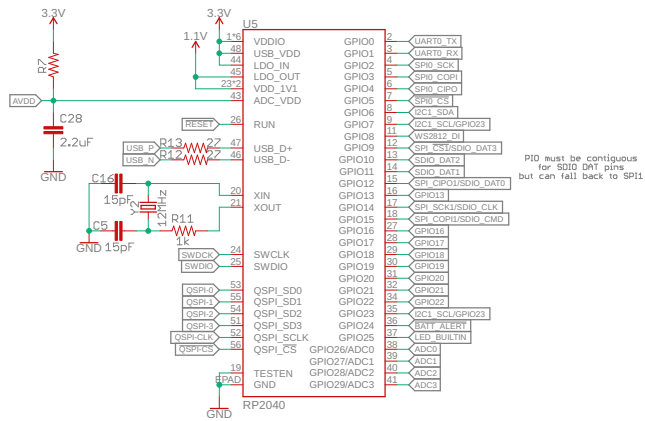 3.3V
3.3V
1.1V
U5
R7
AVDD
C28
2.2uF
GND
1*6 VDDIO GPIO0 2 UART0_TX
48 USB_VDD GPIO1 3 UART0_RX
44 LDO_IN GPIO2 4 SPI0_SCK
45 LDO_OUT GPIO3 5 SPI0_COPI
23*2 VDD_1V1 GPIO4 6 SPI0_CIPO
43 ADC_VDD GPIO5 7 SPI0_CS
GPIO6 8 I2C1_SDA
RESET 26 RUN GPIO7 9 I2C1_SCL/GPIO23
GPIO8 11 WS2812_DI
USB_P R13 27 47 USB_D+ GPIO9 12 SPI_CS1/SDIO_DAT3
USB_N R12 27 46 USB_D- GPIO10 13 SDIO_DAT2
GPIO11 14 SDIO_DAT1
GPIO12 15 SPI_CIPO1/SDIO_DAT0
C16 15pF 20 XIN GPIO13 16 GPIO13
Y2 12MHz 21 XOUT GPIO14 17 SPI_SCK1/SDIO_CLK
GPIO15 18 SPI_COPI1/SDIO_CMD
C5 15pF R11 1k GPIO16 27 GPIO16
GND GPIO17 28 GPIO17
SWDCK 24 SWCLK GPIO18 29 GPIO18
SWDIO 25 SWDIO GPIO19 30 GPIO19
GPIO20 31 GPIO20
QSPI-0 53 QSPI_SD0 GPIO21 32 GPIO21
QSPI-1 55 QSPI_SD1 GPIO22 34 GPIO22
QSPI-2 54 QSPI_SD2 GPIO23 35 I2C1_SCL/GPIO23
QSPI-3 51 QSPI_SD3 GPIO24 36 BATT_ALERT
QSPI-CLK 52 QSPI_SCLK GPIO25 37 LED_BUILTIN
QSPI-CS 56 QSPI_CS GPIO26/ADC0 38 ADC0
GPIO27/ADC1 39 ADC1
19 TESTEN GPIO28/ADC2 40 ADC2
EPAD GND GPIO29/ADC3 41 ADC3
GND
RP2040
PIO must be contiguous
for SDIO DAT pins
but can fall back to SPI1